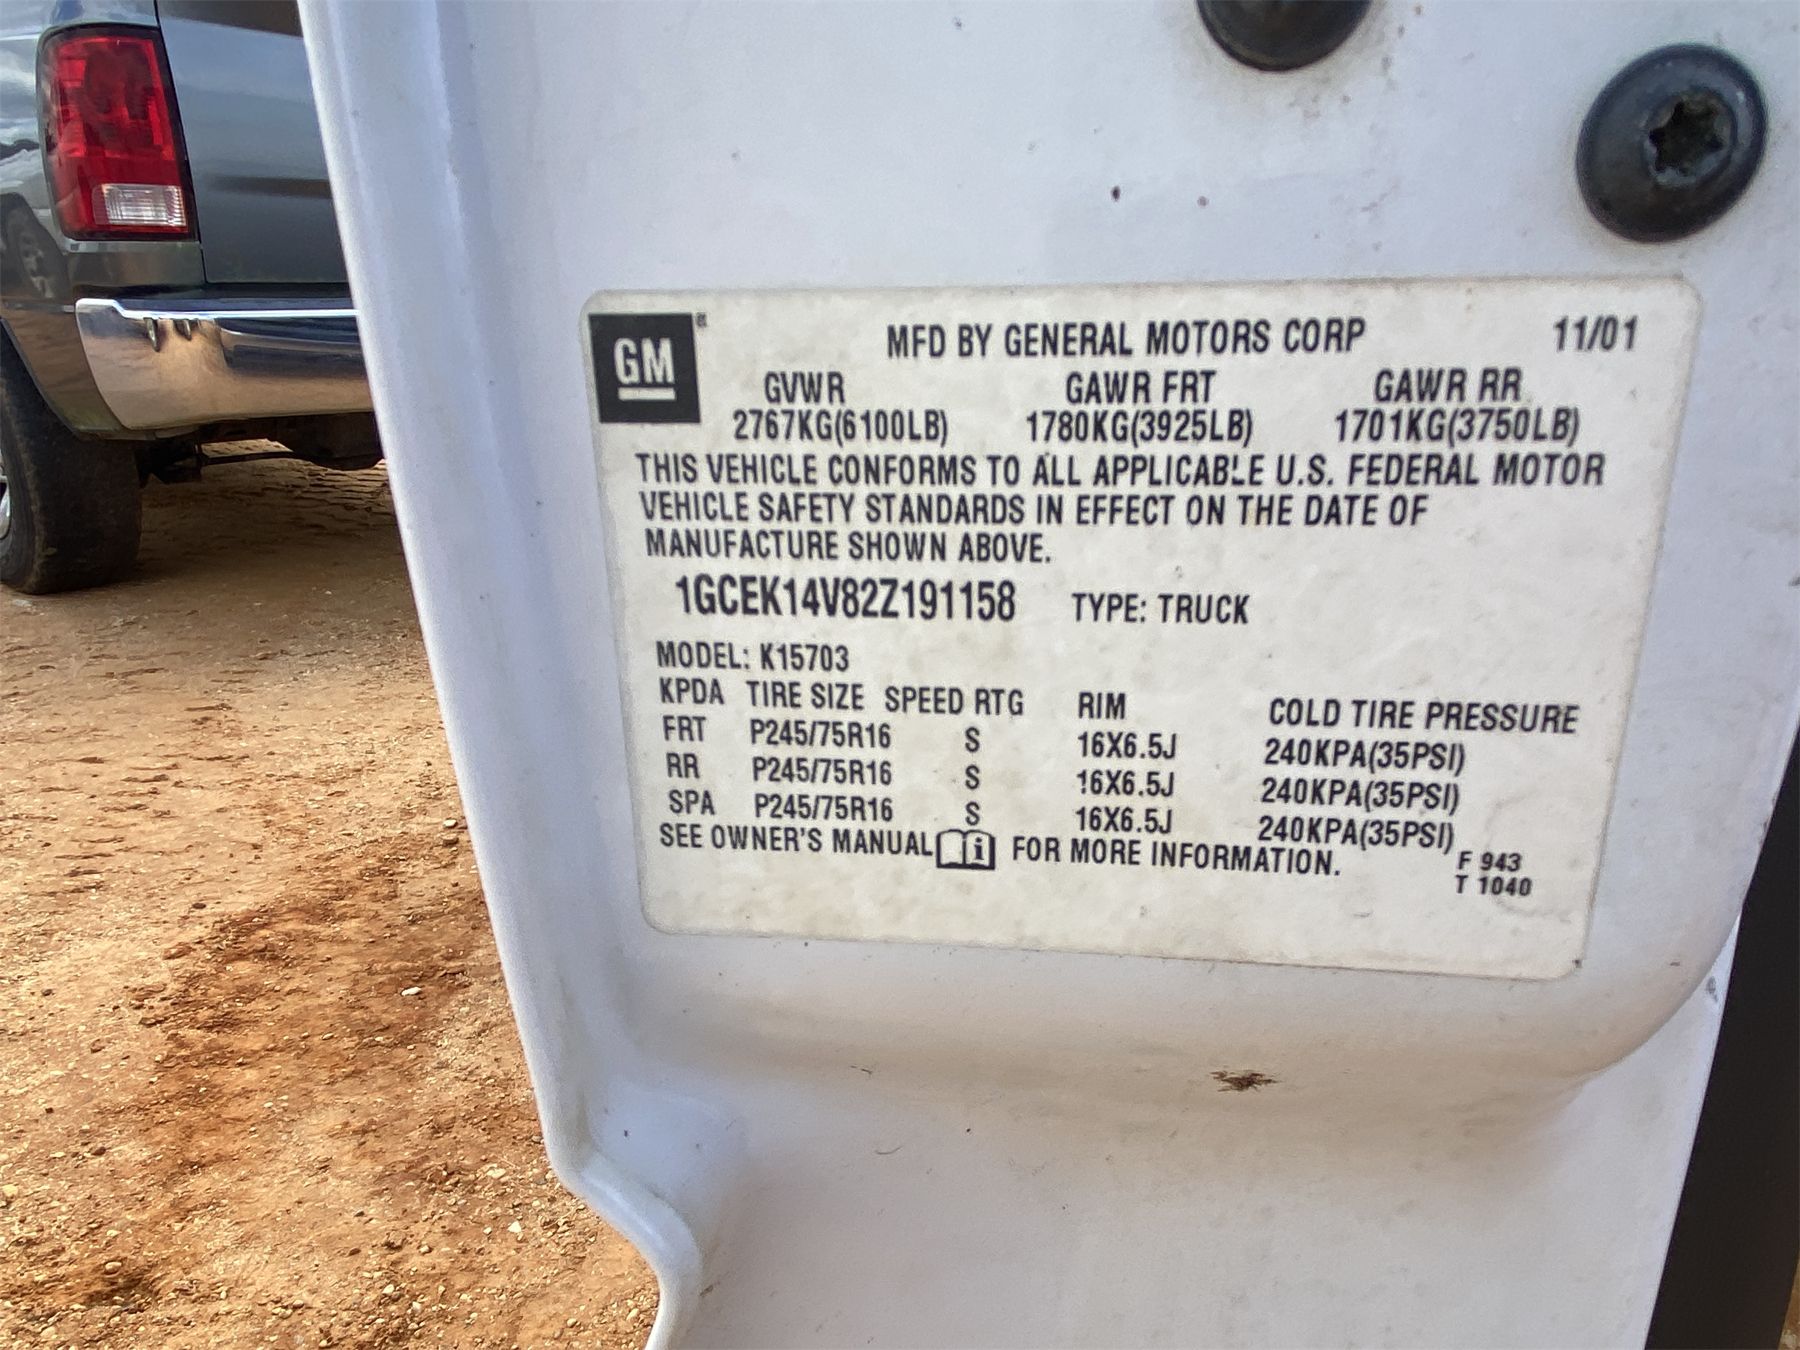 GM
MFD BY GENERAL MOTORS CORP 11/01
GVWR GAWR FRT GAWR RR
2767KG(6100LB) 1780KG(3925LB) 1701KG(3750LB)
THIS VEHICLE CONFORMS TO ALL APPLICABLE U.S. FEDERAL MOTOR
VEHICLE SAFETY STANDARDS IN EFFECT ON THE DATE OF
MANUFACTURE SHOWN ABOVE.
1GCEK14V82Z191158 TYPE: TRUCK
MODEL: K15703
KPDA TIRE SIZE SPEED RTG RIM COLD TIRE PRESSURE
FRT P245/75R16 S 16X6.5J 240KPA(35PSI)
RR P245/75R16 S 16X6.5J 240KPA(35PSI)
SPA P245/75R16 S 16X6.5J 240KPA(35PSI)
SEE OWNER'S MANUAL i FOR MORE INFORMATION.
F 943
T 1040